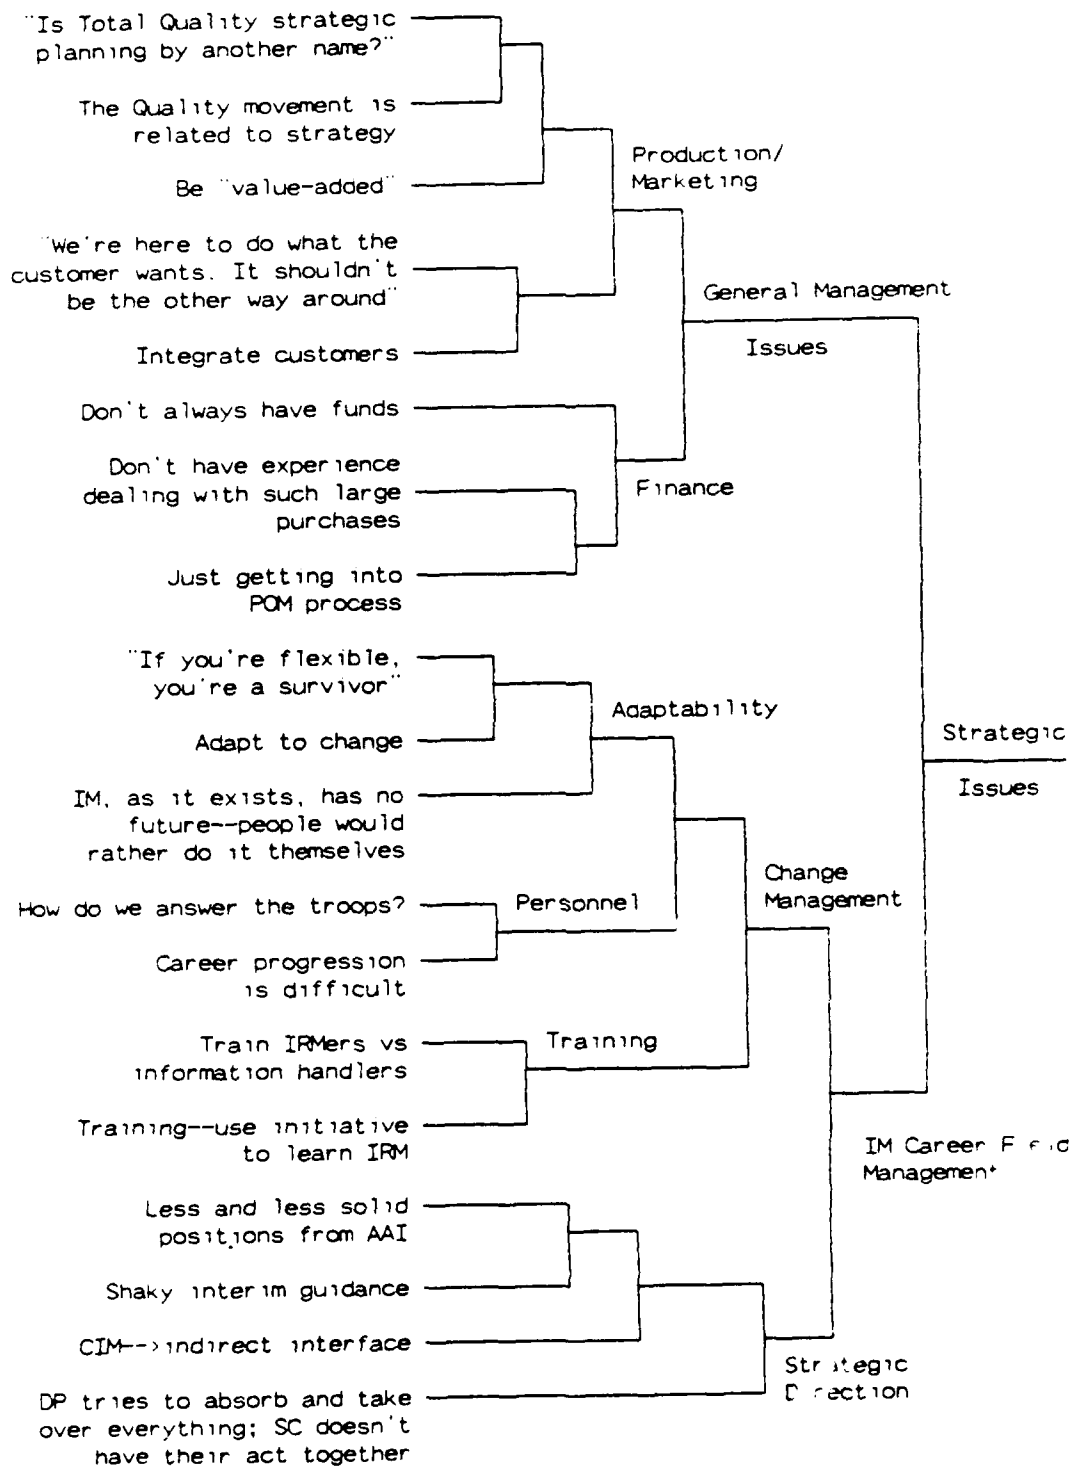 "Is Total Quality strategic
planning by another name?"
The Quality movement is
related to strategy
Be "value-added"
"We're here to do what the
customer wants. It shouldn't
be the other way around"
Integrate customers
Don't always have funds
Don't have experience
dealing with such large
purchases
Just getting into
POM process
"If you're flexible,
you're a survivor"
Adapt to change
IM, as it exists, has no
future--people would
rather do it themselves
How do we answer the troops?
Career progression
is difficult
Train IRMers vs
information handlers
Training--use initiative
to learn IRM
Less and less solid
positions from AAI
Shaky interim guidance
CIM-->indirect interface
DP tries to absorb and take
over everything; SC doesn't
have their act together
Production/
Marketing
General Management
Issues
Finance
Adaptability
Personnel
Change
Management
Training
Strategic
Issues
IM Career
Management
Strategic
Direction